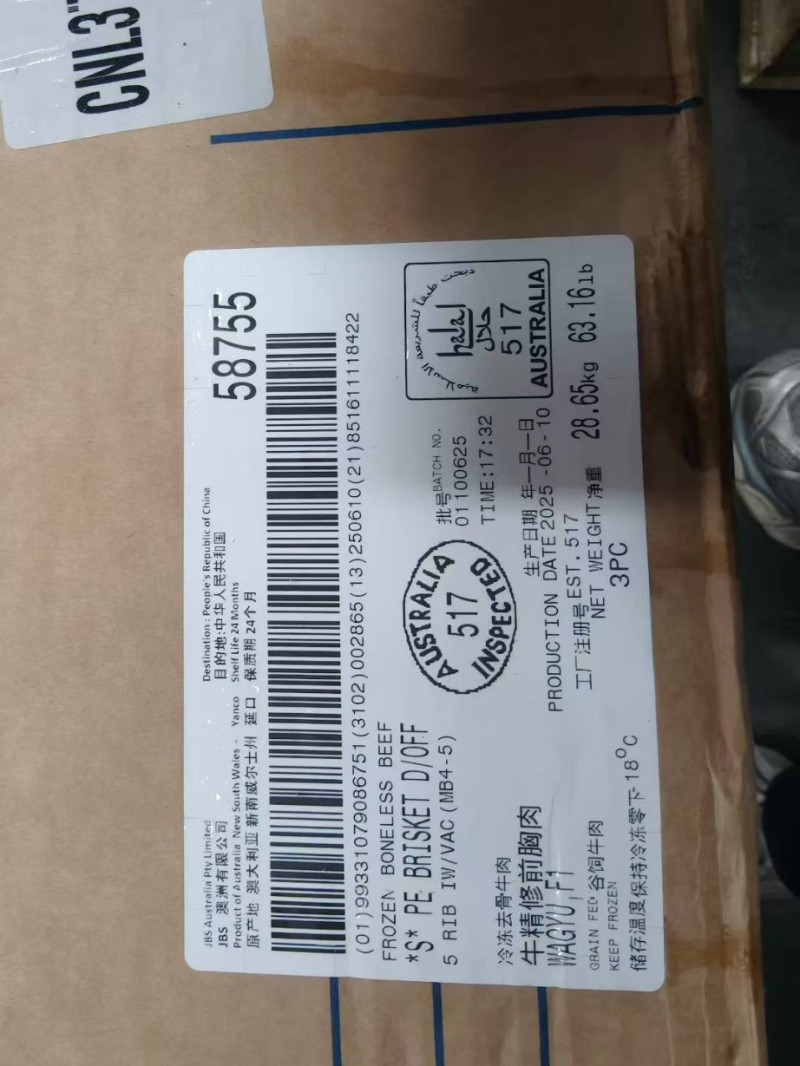 CNL3
JBS Australia Pty Limited
JBS 澳洲有限公司
Product of Australia New South Wales - Yanco
原产地 澳大利亚 新南威尔士州 延口
Destination : People's Republic of China
目的地:中华人民共和国
Shelf Life 24 Months
保质期 24个月
58755
(01)99331079086751(3102)002865(13)250610(21)851611118422
FROZEN BONELESS BEEF
*S* PE BRISKET D/OFF
5 RIB IW/VAC(MB4-5)
AUSTRALIA
517
INSPECTED
批号BATCH NO.
01100625
TIME:17:32
halal
حلال
517
AUSTRALIA
冷冻去骨牛肉
牛精修前胸肉
WAGYU,F1
GRAIN FED 谷饲牛肉
KEEP FROZEN
储存温度保持冷冻零下-18°C
生产日期 年—月—日
PRODUCTION DATE 2025-06-10
工厂注册号EST.517
NET WEIGHT净重 28.65kg 63.16lb
3PC